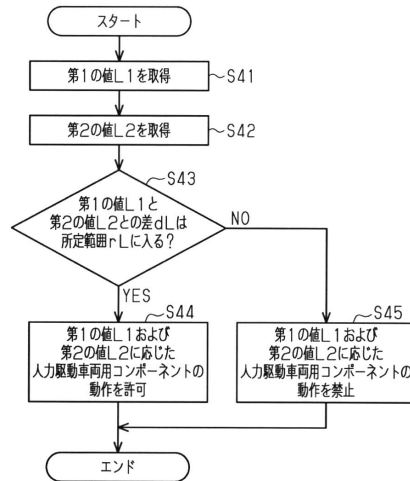 スタート
第1の値L1を取得
S41
第2の値L2を取得
S42
S43
第1の値L1と
第2の値L2との差dLは
所定範囲rLに入る？
NO
YES
S44
第1の値L1および
第2の値L2に応じた
人力駆動車両用コンポーネントの
動作を許可
S45
第1の値L1および
第2の値L2に応じた
人力駆動車両用コンポーネントの
動作を禁止
エンド